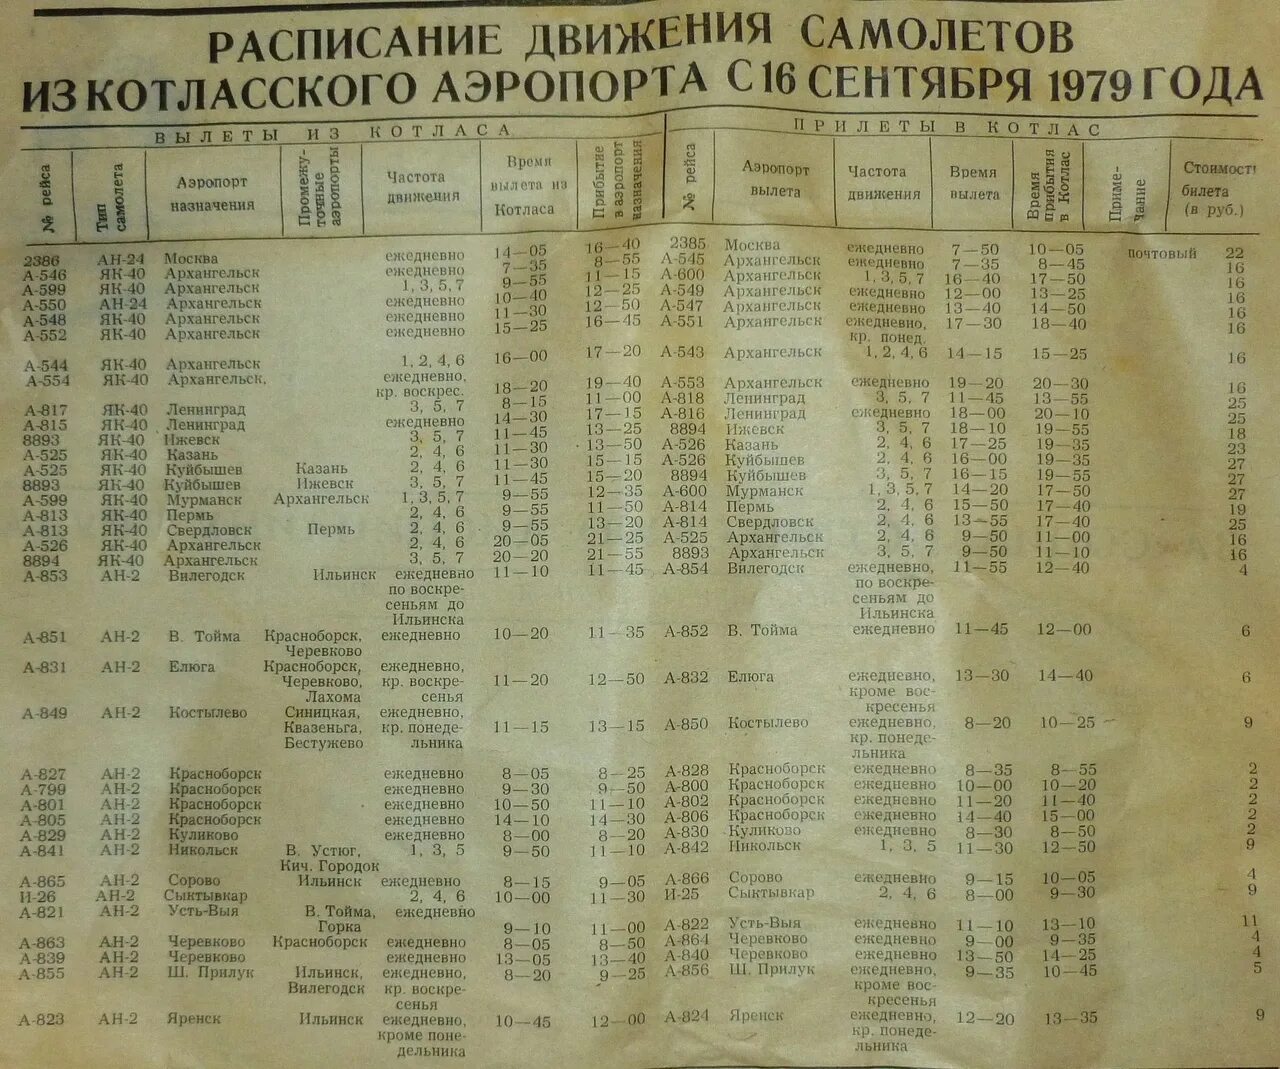 РАСПИСАНИЕ ДВИЖЕНИЯ САМОЛЕТОВ
ИЗ КОТЛАССКОГО АЭРОПОРТА С 16 СЕНТЯБРЯ 1979 ГОДА
ВЫЛЕТЫ ИЗ КОТЛАСА ПРИЛЕТЫ В КОТЛАС
№ рейса Тип самолета Аэропорт назначения Промежуточные аэропорты Частота движения Время вылета из Котласа Прибытие в аэропорт назначения № рейса Аэропорт вылета Частота движения Время вылета Время прибытия в Котлас Примечание Стоимость билета (в руб.)
2386 АН-24 Москва ежедневно 14—05 16—40 2385 Москва ежедневно 7—50 10—05 почтовый 22
А-546 ЯК-40 Архангельск ежедневно 7—35 8—55 А-545 Архангельск ежедневно 7—35 8—45 16
А-599 ЯК-40 Архангельск 1, 3, 5, 7 9—55 11—15 А-600 Архангельск 1, 3, 5, 7 16—40 17—50 16
А-550 АН-24 Архангельск ежедневно 10—40 12—25 А-549 Архангельск ежедневно 12—00 13—25 16
А-548 ЯК-40 Архангельск ежедневно 11—30 12—50 А-547 Архангельск ежедневно 13—40 14—50 16
А-552 ЯК-40 Архангельск ежедневно 15—25 16—45 А-551 Архангельск ежедневно, 17—30 18—40 16
кр. понед.
А-544 ЯК-40 Архангельск 1, 2, 4, 6 16—00 17—20 А-543 Архангельск 1, 2, 4, 6 14—15 15—25 16
А-554 ЯК-40 Архангельск, ежедневно, 18—20 19—40 А-553 Архангельск ежедневно 19—20 20—30 16
кр. воскрес.
А-817 ЯК-40 Ленинград 3, 5, 7 8—15 11—00 А-818 Ленинград 3, 5, 7 11—45 13—55 25
А-815 ЯК-40 Ленинград ежедневно 14—30 17—15 А-816 Ленинград ежедневно 18—00 20—10 25
8893 ЯК-40 Ижевск 3, 5, 7 11—45 13—25 8894 Ижевск 3, 5, 7 18—10 19—55 18
А-525 ЯК-40 Казань 2, 4, 6 11—30 13—50 А-526 Казань 2, 4, 6 17—25 19—35 23
А-525 ЯК-40 Куйбышев Казань 2, 4, 6 11—30 15—15 А-526 Куйбышев 2, 4, 6 16—00 19—35 27
8893 ЯК-40 Куйбышев Ижевск 3, 5, 7 11—45 15—20 8894 Куйбышев 3, 5, 7 16—15 19—55 27
А-599 ЯК-40 Мурманск Архангельск 1, 3, 5, 7 9—55 12—35 А-600 Мурманск 1, 3, 5, 7 14—20 17—50 27
А-813 ЯК-40 Пермь 2, 4, 6 9—55 11—50 А-814 Пермь 2, 4, 6 15—50 17—40 19
А-813 ЯК-40 Свердловск Пермь 2, 4, 6 9—55 13—20 А-814 Свердловск 2, 4, 6 13—55 17—40 25
А-526 ЯК-40 Архангельск 2, 4, 6 20—05 21—25 А-525 Архангельск 2, 4, 6 9—50 11—00 16
8894 ЯК-40 Архангельск 3, 5, 7 20—20 21—55 8893 Архангельск 3, 5, 7 9—50 11—10 16
А-853 АН-2 Вилегодск Ильинск ежедневно 11—10 11—45 А-854 Вилегодск ежедневно, 11—55 12—40 4
по воскре- по воскре-
сеньям до сеньям до
Ильинска Ильинска
А-851 АН-2 В. Тойма Красноборск, ежедневно 10—20 11—35 А-852 В. Тойма ежедневно 11—45 12—00 6
Черевково
А-831 АН-2 Елюга Красноборск, ежедневно, 11—20 12—50 А-832 Елюга ежедневно, 13—30 14—40 6
Черевково, кр. воскре- кроме вос-
Лахома сенья кресенья
А-849 АН-2 Костылево Синицкая, ежедневно, 11—15 13—15 А-850 Костылево ежедневно, 8—20 10—25 9
Квазеньга, кр. понеде- кр. понеде-
Бестужево льника льника
А-827 АН-2 Красноборск ежедневно 8—05 8—25 А-828 Красноборск ежедневно 8—35 8—55 2
А-799 АН-2 Красноборск ежедневно 9—30 9—50 А-800 Красноборск ежедневно 10—00 10—20 2
А-801 АН-2 Красноборск ежедневно 10—50 11—10 А-802 Красноборск ежедневно 11—20 11—40 2
А-805 АН-2 Красноборск ежедневно 14—10 14—30 А-806 Красноборск ежедневно 14—40 15—00 2
А-829 АН-2 Куликово ежедневно 8—00 8—20 А-830 Куликово ежедневно 8—30 8—50 2
А-841 АН-2 Никольск В. Устюг, 1, 3, 5 9—50 11—10 А-842 Никольск 1, 3, 5 11—30 12—50 9
Кич. Городок
А-865 АН-2 Сорово Ильинск ежедневно 8—15 9—05 А-866 Сорово ежедневно 9—15 10—05 4
И-26 АН-2 Сыктывкар 2, 4, 6 10—00 11—30 И-25 Сыктывкар 2, 4, 6 8—00 9—30 9
А-821 АН-2 Усть-Выя В. Тойма, ежедневно
Горка 9—10 11—00 А-822 Усть-Выя ежедневно 11—10 13—10 11
А-863 АН-2 Черевково Красноборск ежедневно 8—05 8—50 А-864 Черевково ежедневно 9—00 9—35 4
А-839 АН-2 Черевково ежедневно 13—05 13—40 А-840 Черевково ежедневно 13—50 14—25 4
А-855 АН-2 Ш. Прилук Ильинск, ежедневно, 8—20 9—25 А-856 Ш. Прилук ежедневно, 9—35 10—45 5
Вилегодск кр. воскре- кроме вос-
сенья кресенья
А-823 АН-2 Яренск Ильинск ежедневно, 10—45 12—00 А-824 Яренск ежедневно, 12—20 13—35 9
кроме поне- кр. понеде-
дельника льника